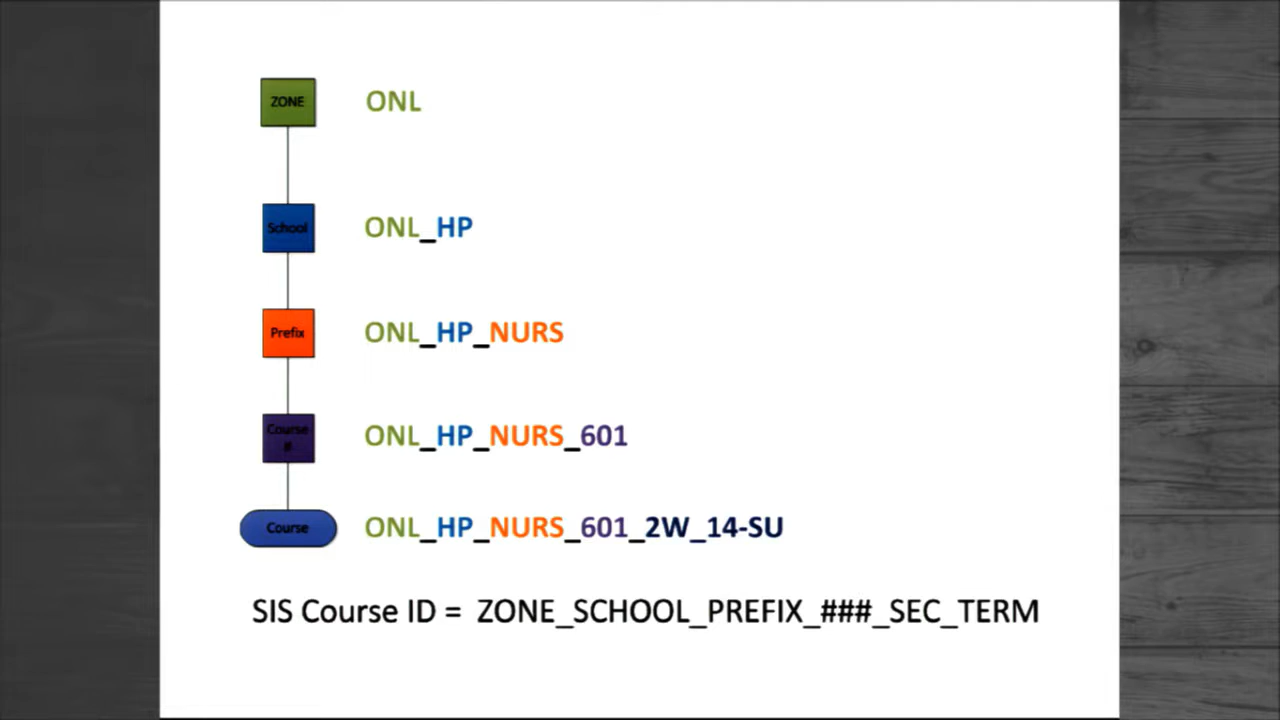 ZONE ONL
School ONL_HP
Prefix ONL_HP_NURS
Course
# ONL_HP_NURS_601
Course ONL_HP_NURS_601_2W_14-SU
SIS Course ID = ZONE_SCHOOL_PREFIX_###_SEC_TERM